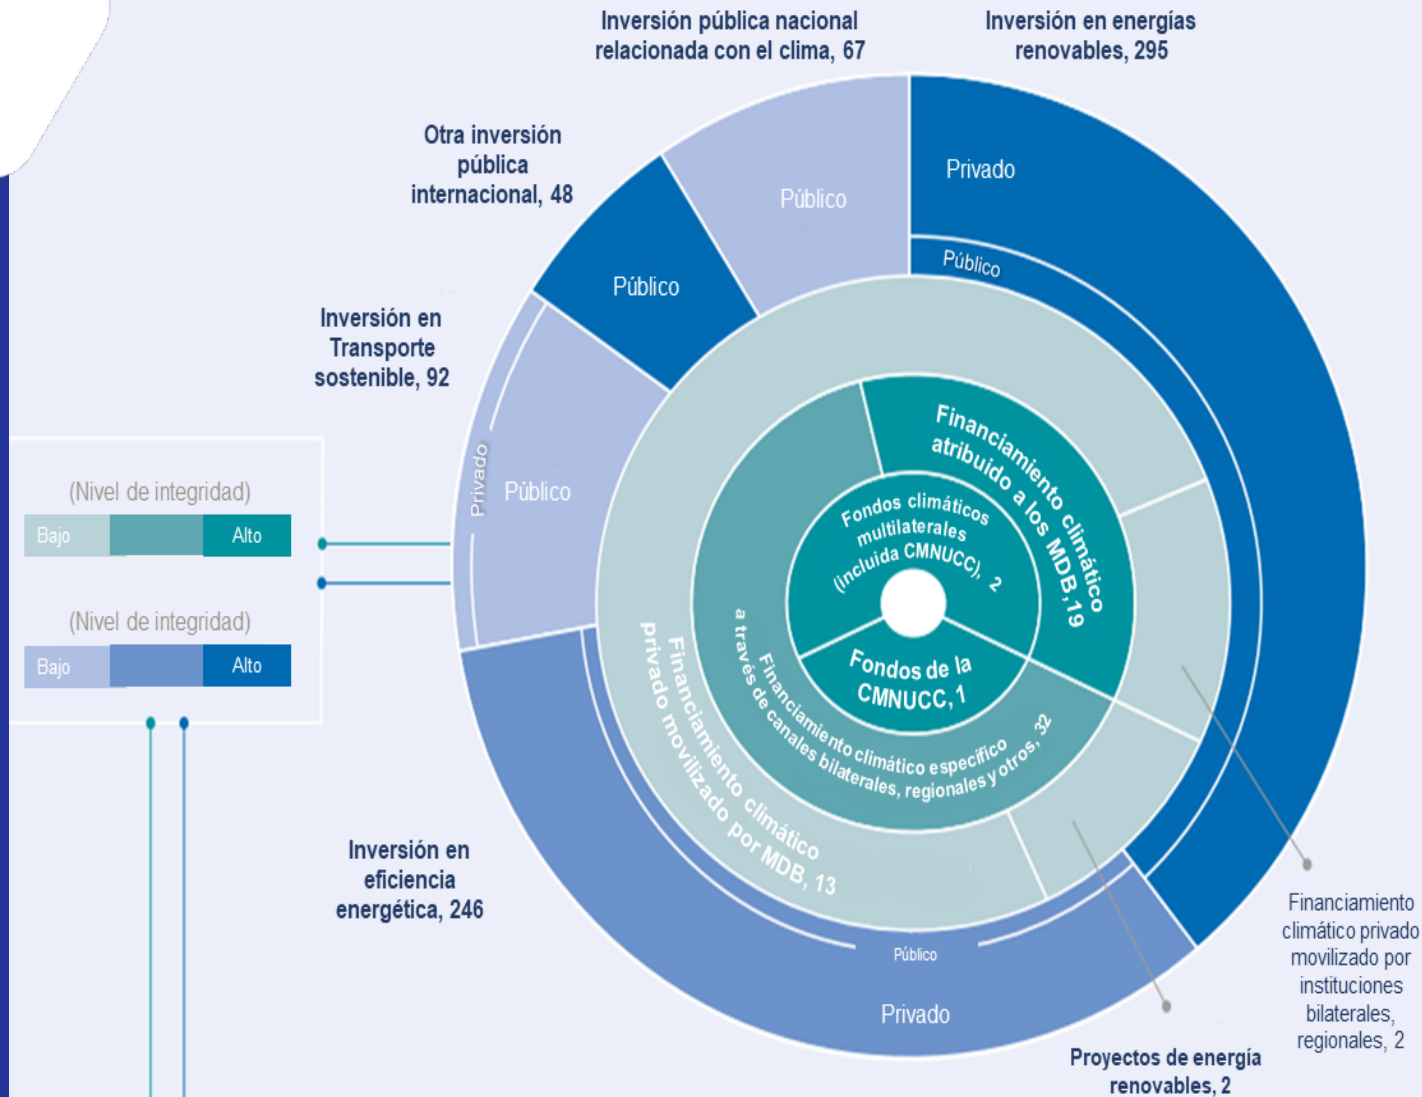 Inversión pública nacional
relacionada con el clima, 67
Inversión en energías
renovables, 295
Otra inversión
pública
internacional, 48
Privado
Público
Público
Público
Inversión en
Transporte
sostenible, 92
Privado
Público
Financiamiento climático
atribuido a los MDB,19
Fondos climáticos
multilaterales
(incluida CMNUCC), 2
Fondos de la
CMNUCC, 1
Financiamiento climático específico
a través de canales bilaterales, regionales y otros, 32
Financiamiento climático
privado movilizado por MDB, 13
(Nivel de integridad)
Bajo
Alto
(Nivel de integridad)
Bajo
Alto
Inversión en
eficiencia
energética, 246
Público
Privado
Financiamiento
climático privado
movilizado por
instituciones
bilaterales,
regionales, 2
Proyectos de energía
renovables, 2